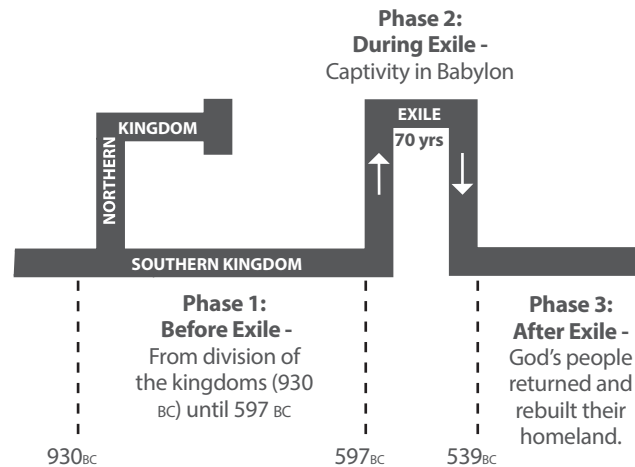 Phase 2:
During Exile -
Captivity in Babylon
EXILE
70 yrs
KINGDOM
NORTHERN
SOUTHERN KINGDOM
Phase 1:
Before Exile -
From division of
the kingdoms (930
BC) until 597 BC
Phase 3:
After Exile -
God’s people
returned and
rebuilt their
homeland.
930BC
597BC
539BC